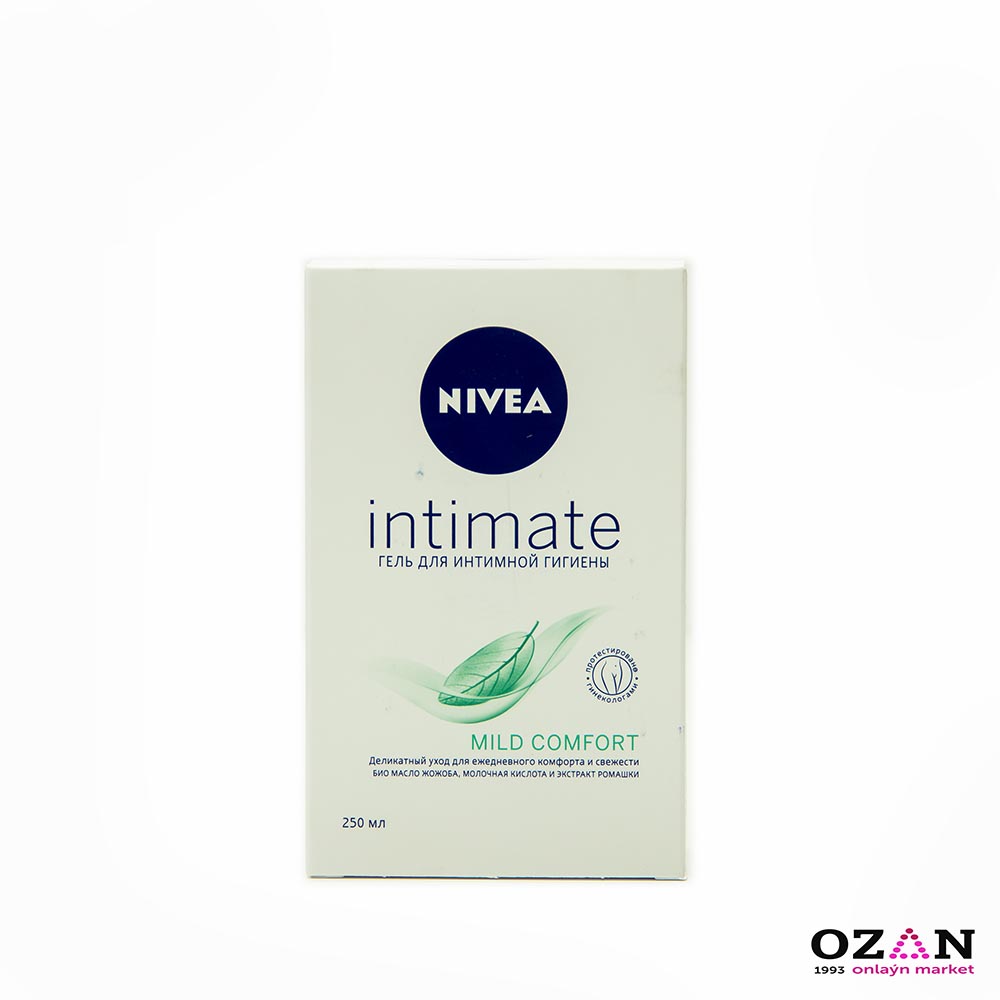 NIVEA
intimate
ГЕЛЬ ДЛЯ ИНТИМНОЙ ГИГИЕНЫ
• протестировано •
гинекологами
MILD COMFORT
Деликатный уход для ежедневного комфорта и свежести
БИО МАСЛО ЖОЖОБА, МОЛОЧНАЯ КИСЛОТА И ЭКСТРАКТ РОМАШКИ
250 мл
OZAN
1993 onlaýn market